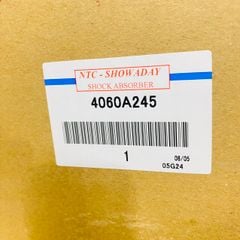 NTC - SHOWADAY
SHOCK ABSORBER
4060A245
1
06/05
05G24